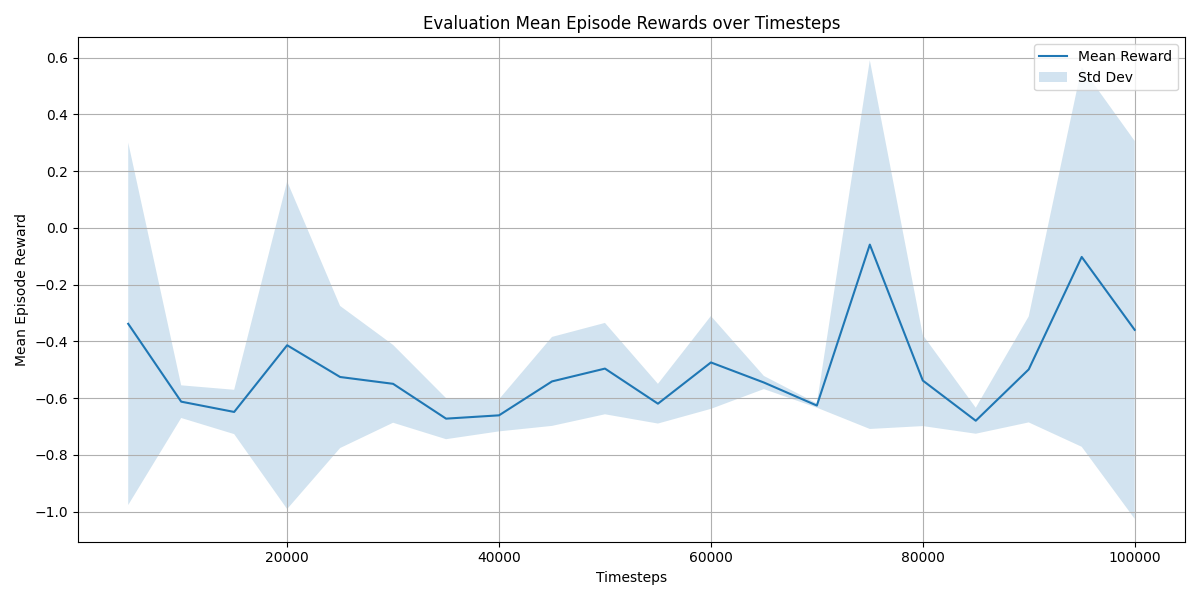 Evaluation Mean Episode Rewards over Timesteps
Mean Reward
Std Dev
Mean Episode Reward
0.6
0.4
0.2
0.0
−0.2
−0.4
−0.6
−0.8
−1.0
20000
40000
60000
80000
100000
Timesteps